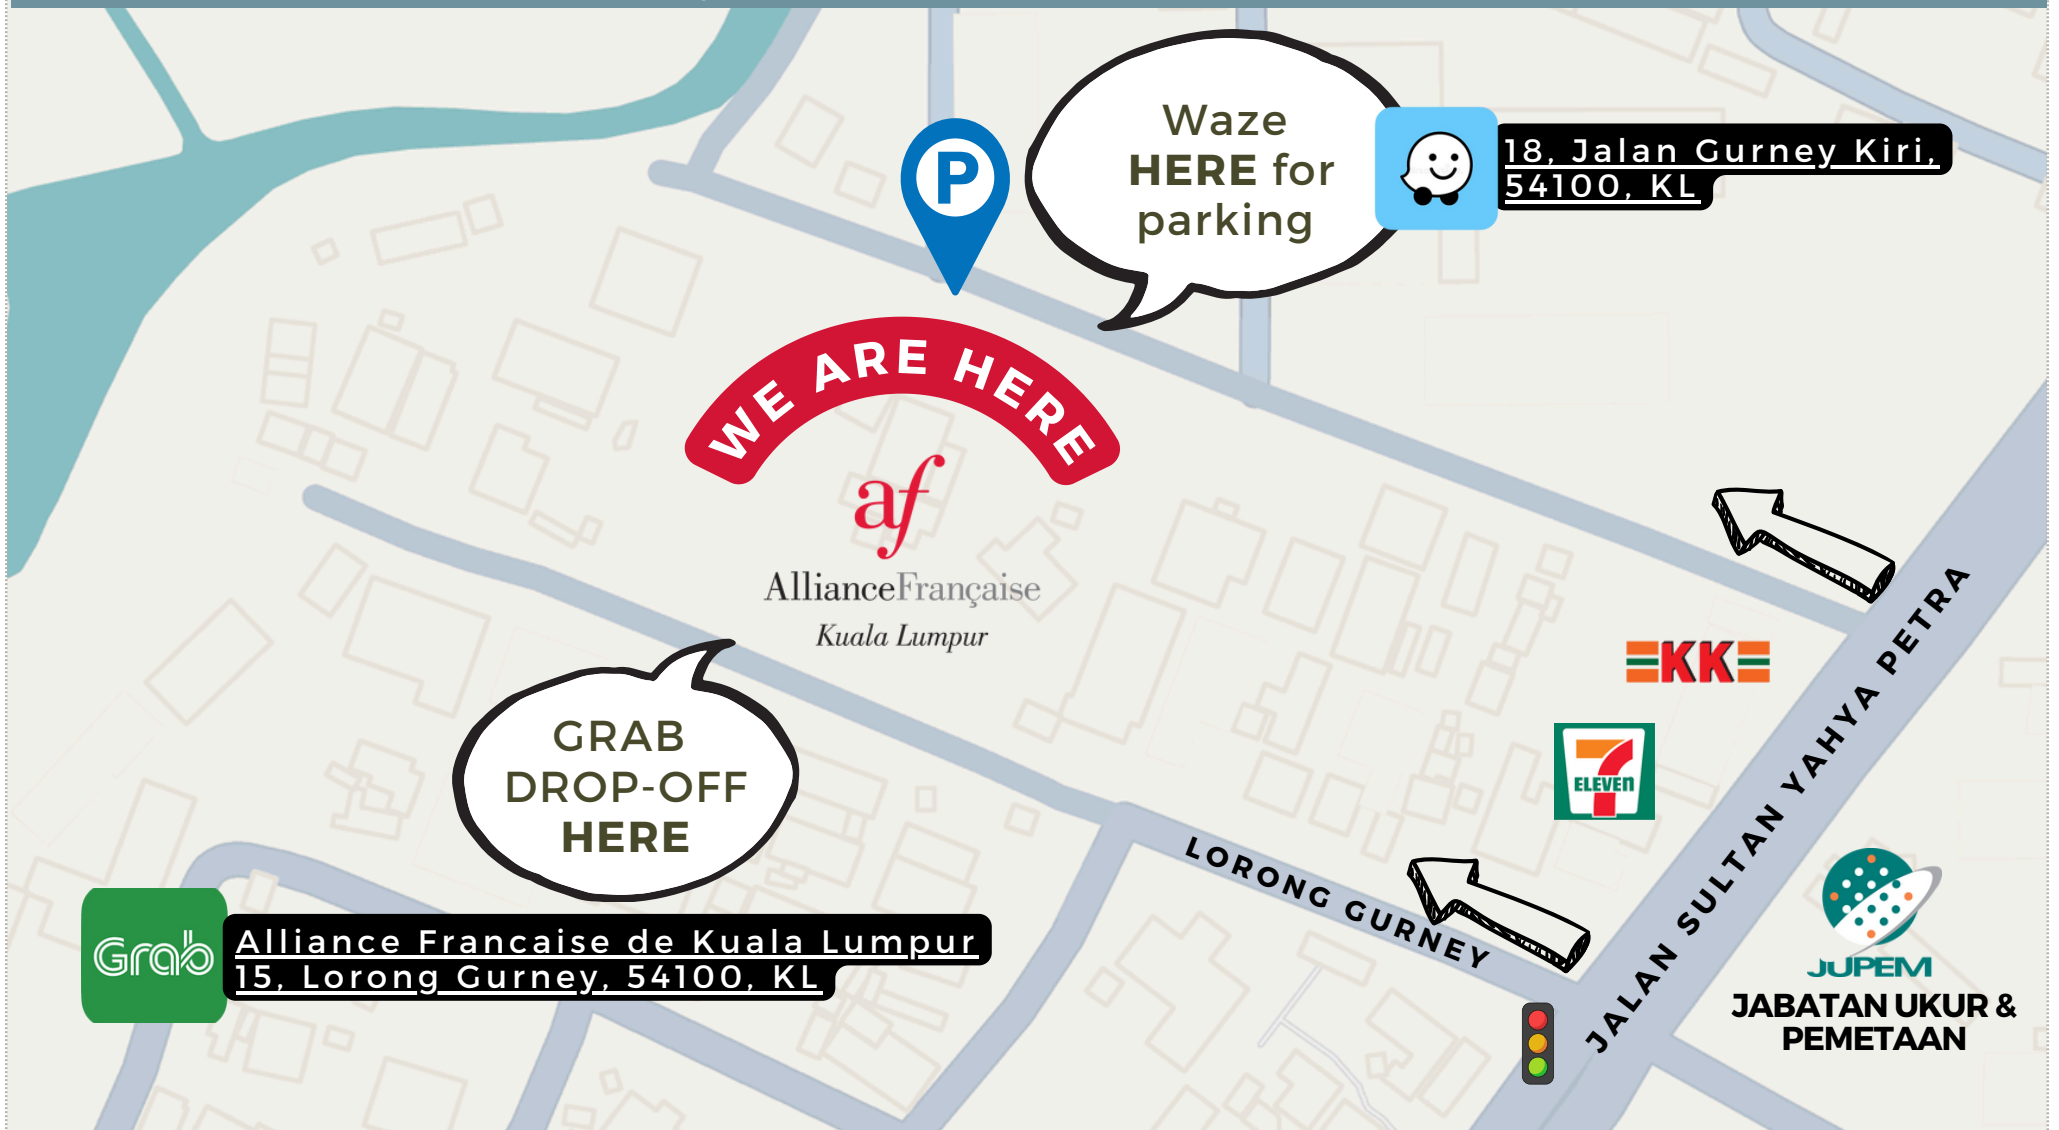 P
Waze
HERE for
parking
18, Jalan Gurney Kiri,
54100, KL
WE ARE HERE
af
AllianceFrançaise
Kuala Lumpur
GRAB
DROP-OFF
HERE
Grab
Alliance Francaise de Kuala Lumpur
15, Lorong Gurney, 54100, KL
KK
7
ELEVEn
LORONG GURNEY
JALAN SULTAN YAHYA PETRA
JUPEM
JABATAN UKUR &
PEMETAAN